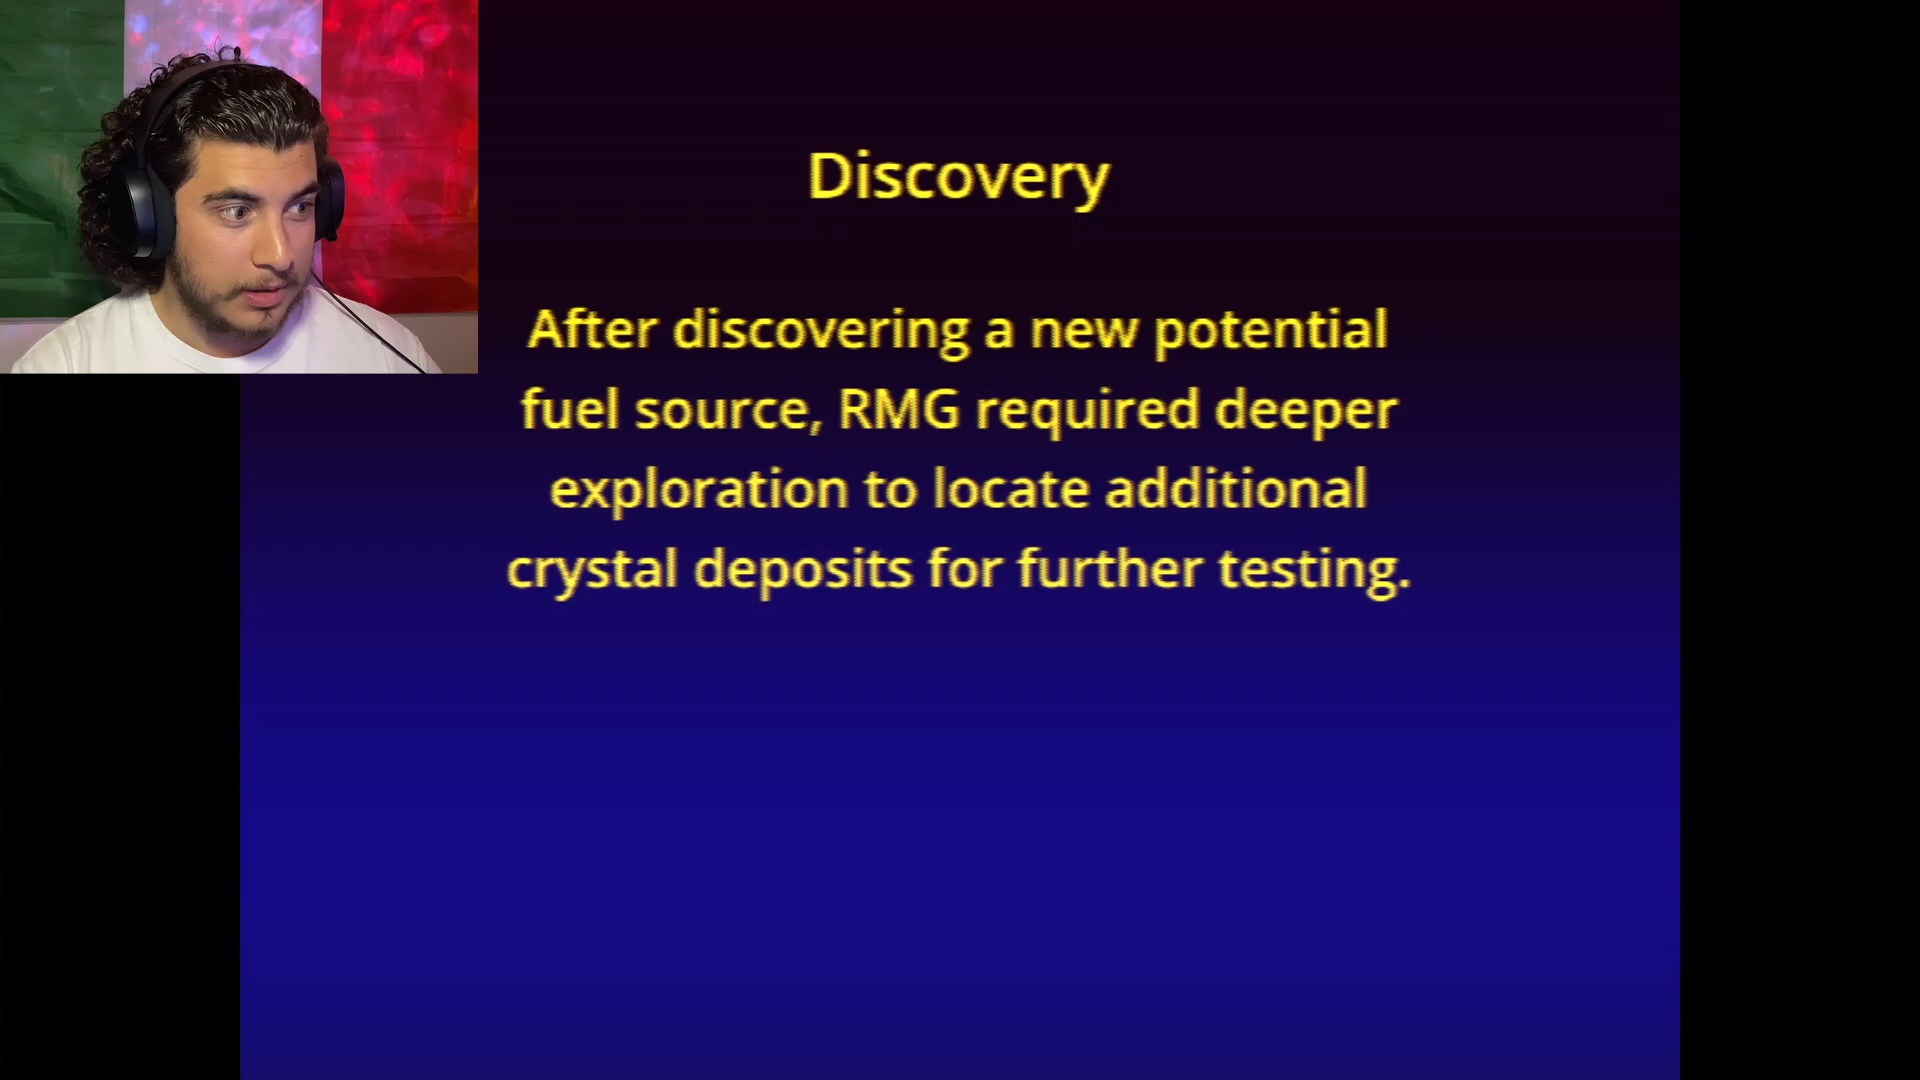 Discovery
After discovering a new potential
fuel source, RMG required deeper
exploration to locate additional
crystal deposits for further testing.